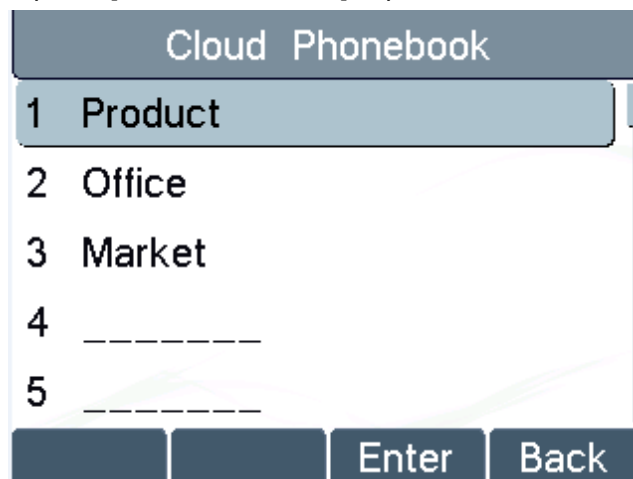 Cloud Phonebook
1 Product
2 Office
3 Market
4 _______
5 _______
Enter Back